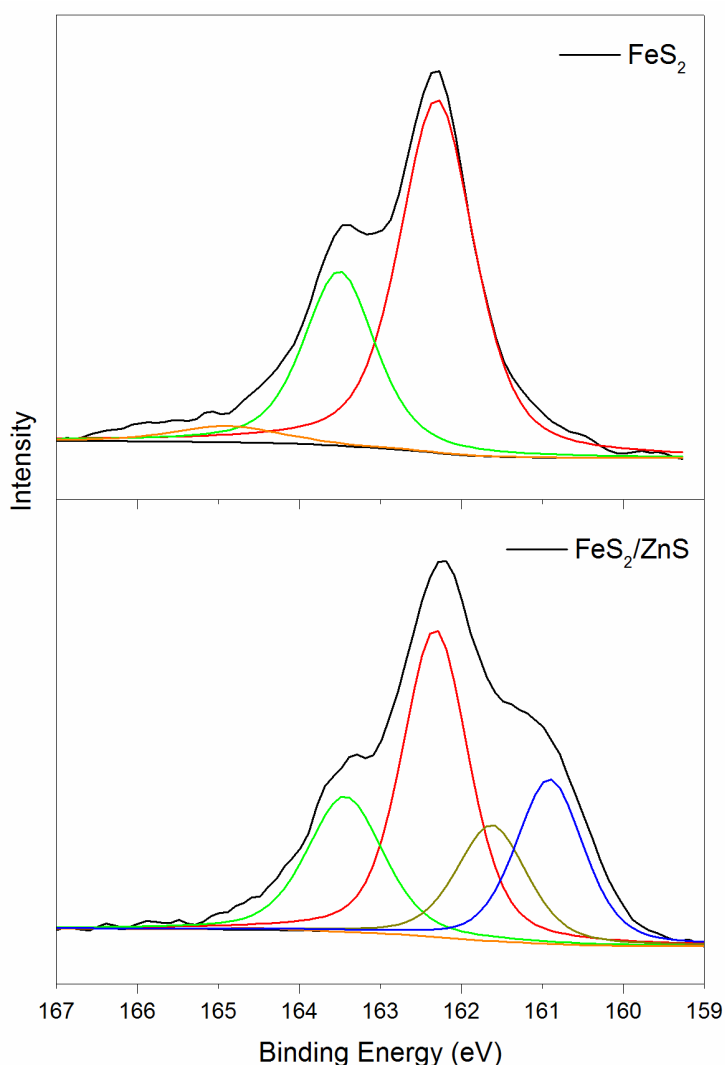 FeS₂
Intensity
FeS₂/ZnS
167 166 165 164 163 162 161 160 159
Binding Energy (eV)